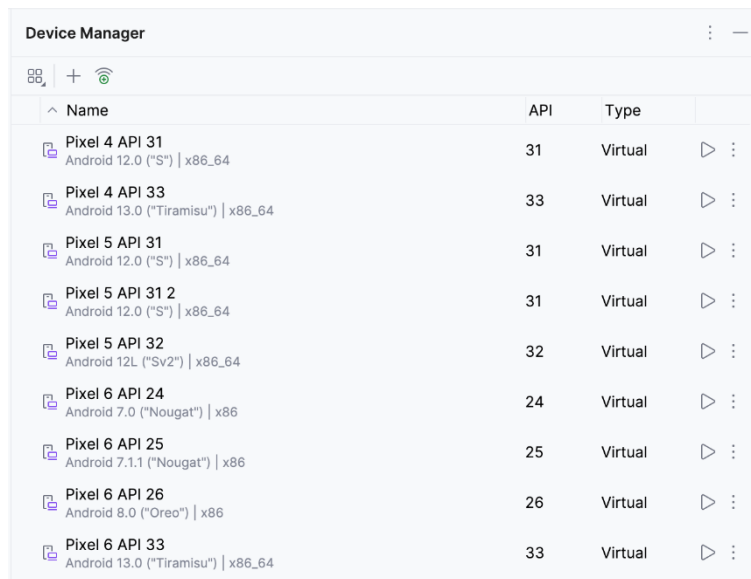 Device Manager
Name API Type
Pixel 4 API 31
Android 12.0 ("S") | x86_64
31 Virtual
Pixel 4 API 33
Android 13.0 ("Tiramisu") | x86_64
33 Virtual
Pixel 5 API 31
Android 12.0 ("S") | x86_64
31 Virtual
Pixel 5 API 31 2
Android 12.0 ("S") | x86_64
31 Virtual
Pixel 5 API 32
Android 12L ("Sv2") | x86_64
32 Virtual
Pixel 6 API 24
Android 7.0 ("Nougat") | x86
24 Virtual
Pixel 6 API 25
Android 7.1.1 ("Nougat") | x86
25 Virtual
Pixel 6 API 26
Android 8.0 ("Oreo") | x86
26 Virtual
Pixel 6 API 33
Android 13.0 ("Tiramisu") | x86_64
33 Virtual